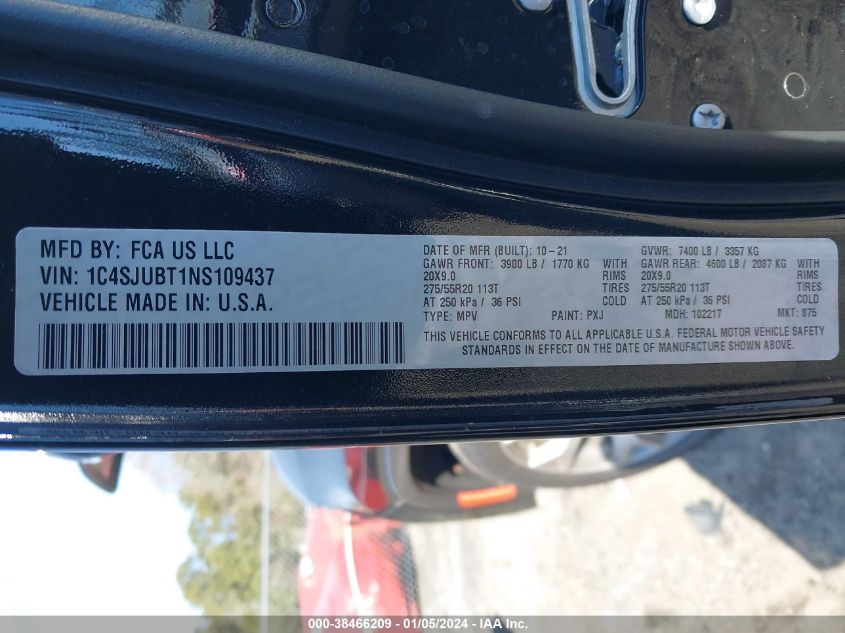 MFD BY: FCA US LLC
VIN: 1C4SJUBT1NS109437
VEHICLE MADE IN: U.S.A.
DATE OF MFR (BUILT): 10-21 GVWR: 7400 LB / 3357 KG
GAWR FRONT: 3900 LB / 1770 KG WITH GAWR REAR: 4600 LB / 2087 KG WITH
20X9.0 RIMS 20X9.0 RIMS
275/55R20 113T TIRES 275/55R20 113T TIRES
AT 250 kPa / 36 PSI COLD AT 250 kPa / 36 PSI COLD
TYPE: MPV PAINT: PXJ MDH: 102217 MKT: 875
THIS VEHICLE CONFORMS TO ALL APPLICABLE U.S.A. FEDERAL MOTOR VEHICLE SAFETY
STANDARDS IN EFFECT ON THE DATE OF MANUFACTURE SHOWN ABOVE.
000-38466209 - 01/05/2024 - IAA Inc.